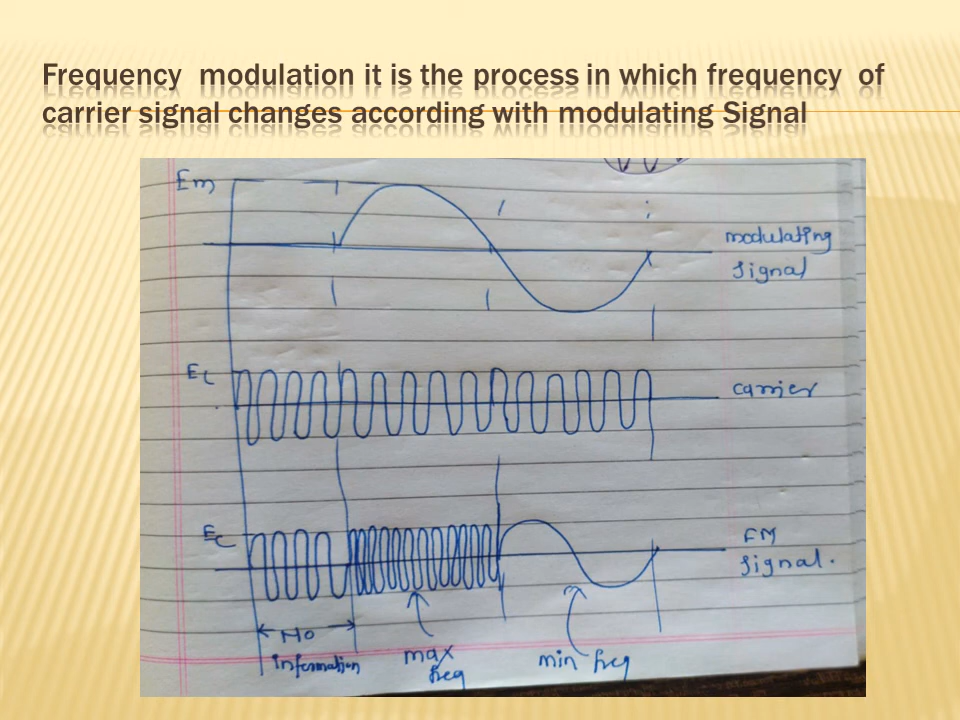 Frequency modulation it is the process in which frequency of
carrier signal changes according with modulating Signal
Em
modulating
signal
Ec
carrier
Ec
FM
signal.
No
information
max
freq
min freq